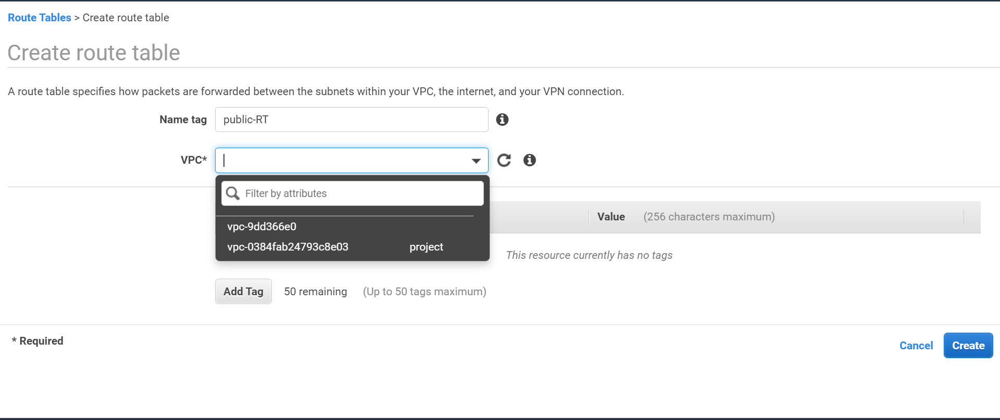 Route Tables > Create route table
Create route table
A route table specifies how packets are forwarded between the subnets within your VPC, the internet, and your VPN connection.
Name tag public-RT
VPC*
Filter by attributes
vpc-9dd366e0
vpc-0384fab24793c8e03 project
Value (256 characters maximum)
This resource currently has no tags
Add Tag 50 remaining (Up to 50 tags maximum)
* Required
Cancel Create